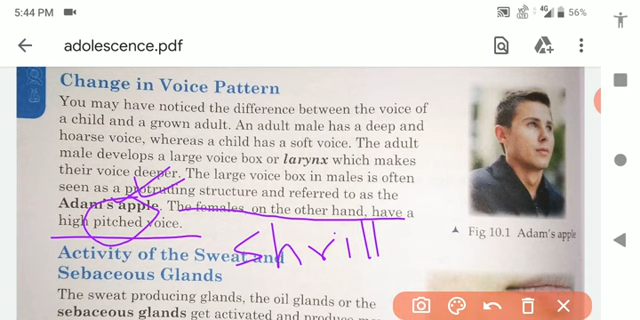 5:44 PM
4G 56%
adolescence.pdf
Change in Voice Pattern
You may have noticed the difference between the voice of
a child and a grown adult. An adult male has a deep and
hoarse voice, whereas a child has a soft voice. The adult
male develops a large voice box or larynx which makes
their voice deeper. The large voice box in males is often
seen as a protruding structure and referred to as the
Adam's apple. The females, on the other hand, have a
high pitched voice.
Shrill
▲ Fig 10.1 Adam's apple
Activity of the Sweat and
Sebaceous Glands
The sweat producing glands, the oil glands or the
sebaceous glands get activated and produce